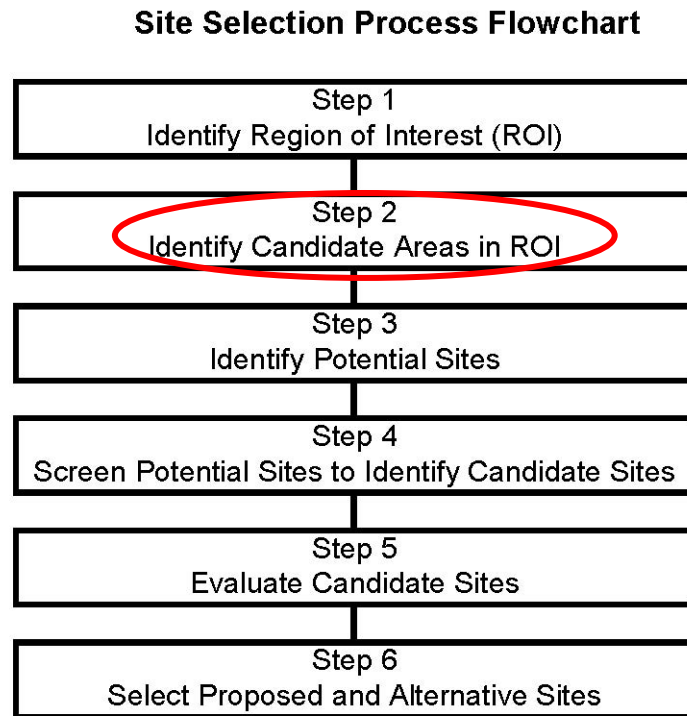 Site Selection Process Flowchart
Step 1
Identify Region of Interest (ROI)
Step 2
Identify Candidate Areas in ROI
Step 3
Identify Potential Sites
Step 4
Screen Potential Sites to Identify Candidate Sites
Step 5
Evaluate Candidate Sites
Step 6
Select Proposed and Alternative Sites